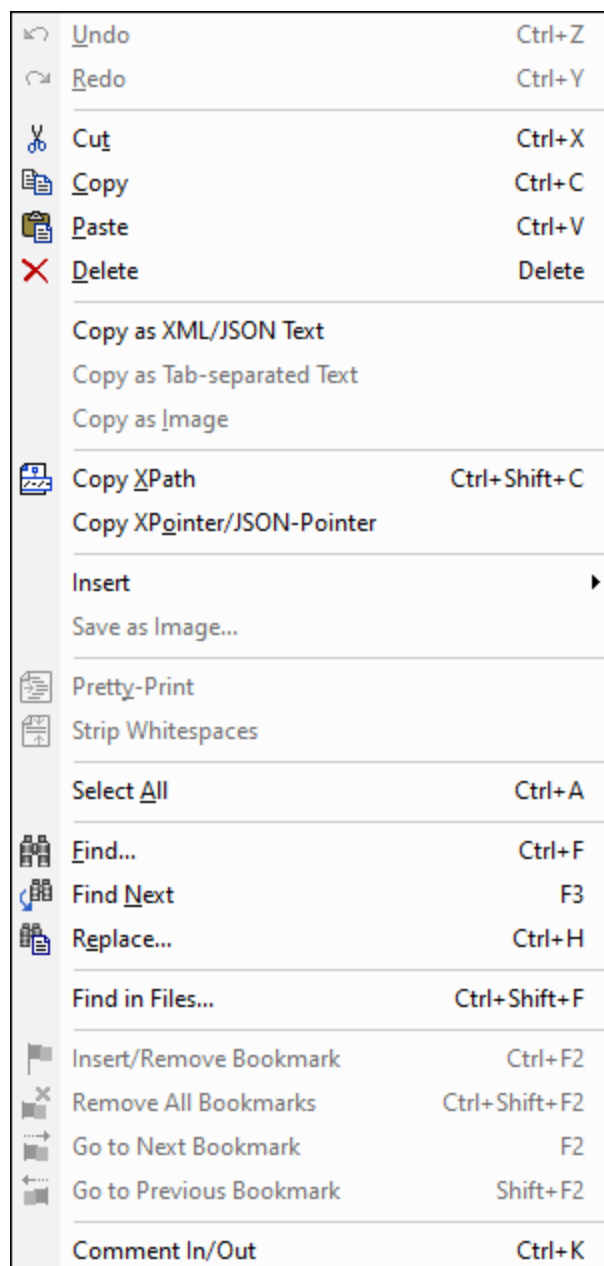 Undo Ctrl+Z
Redo Ctrl+Y
Cut Ctrl+X
Copy Ctrl+C
Paste Ctrl+V
Delete Delete
Copy as XML/JSON Text
Copy as Tab-separated Text
Copy as Image
Copy XPath Ctrl+Shift+C
Copy XPointer/JSON-Pointer
Insert
Save as Image...
Pretty-Print
Strip Whitespaces
Select All Ctrl+A
Find... Ctrl+F
Find Next F3
Replace... Ctrl+H
Find in Files... Ctrl+Shift+F
Insert/Remove Bookmark Ctrl+F2
Remove All Bookmarks Ctrl+Shift+F2
Go to Next Bookmark F2
Go to Previous Bookmark Shift+F2
Comment In/Out Ctrl+K